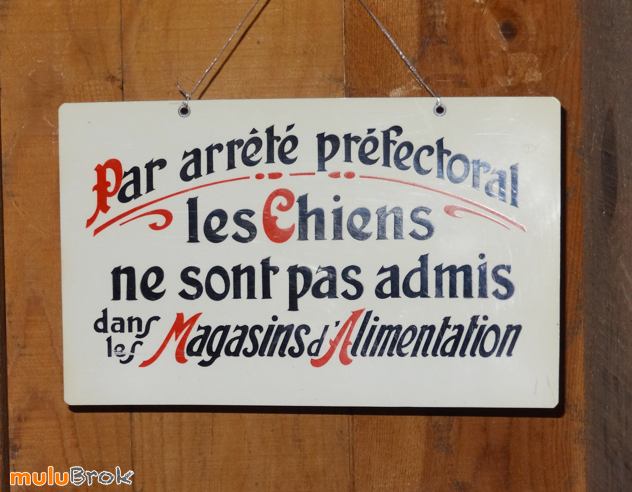 Par arrêté préfectoral
les Chiens
ne sont pas admis
dans les Magasins d'Alimentation
muluBrok